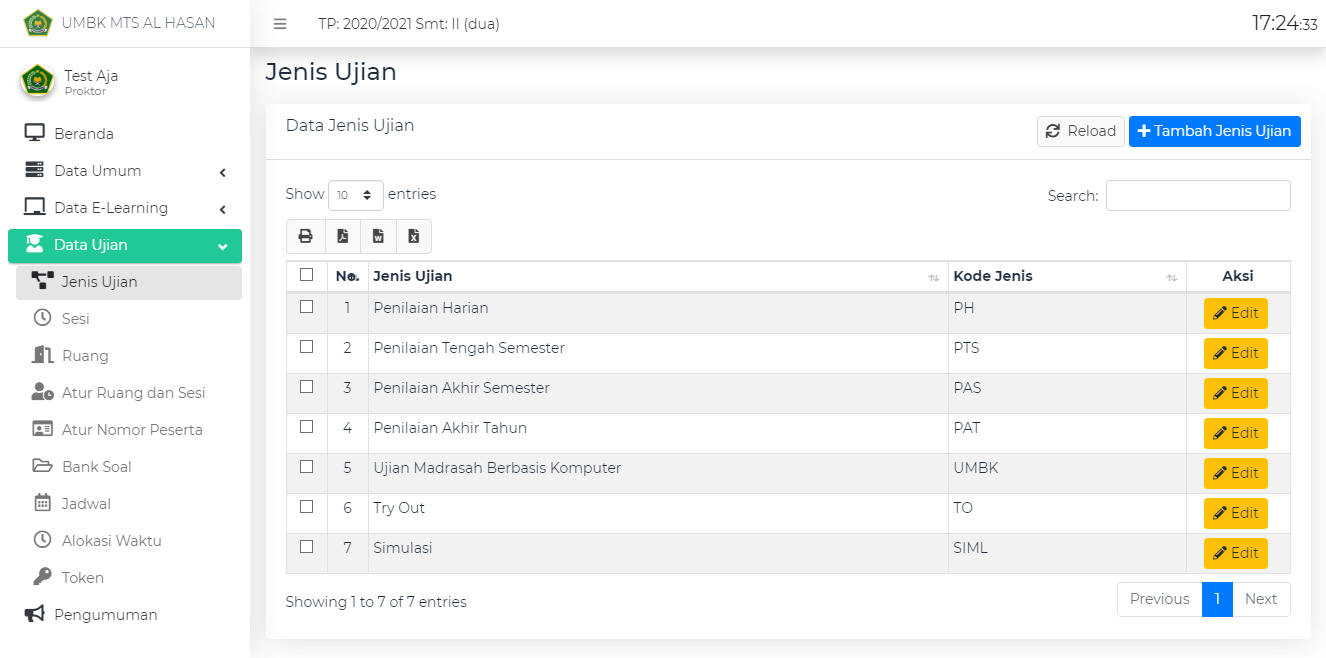 UMBK MTS AL HASAN
TP: 2020/2021 Smt: II (dua)
17:24:33
Test Aja
Proktor
Beranda
Data Umum
Data E-Learning
Data Ujian
Jenis Ujian
Sesi
Ruang
Atur Ruang dan Sesi
Atur Nomor Peserta
Bank Soal
Jadwal
Alokasi Waktu
Token
Pengumuman
Jenis Ujian
Data Jenis Ujian
Reload
Tambah Jenis Ujian
Show 10 entries
Search:
No. Jenis Ujian Kode Jenis Aksi
1 Penilaian Harian PH Edit
2 Penilaian Tengah Semester PTS Edit
3 Penilaian Akhir Semester PAS Edit
4 Penilaian Akhir Tahun PAT Edit
5 Ujian Madrasah Berbasis Komputer UMBK Edit
6 Try Out TO Edit
7 Simulasi SIML Edit
Showing 1 to 7 of 7 entries
Previous 1 Next